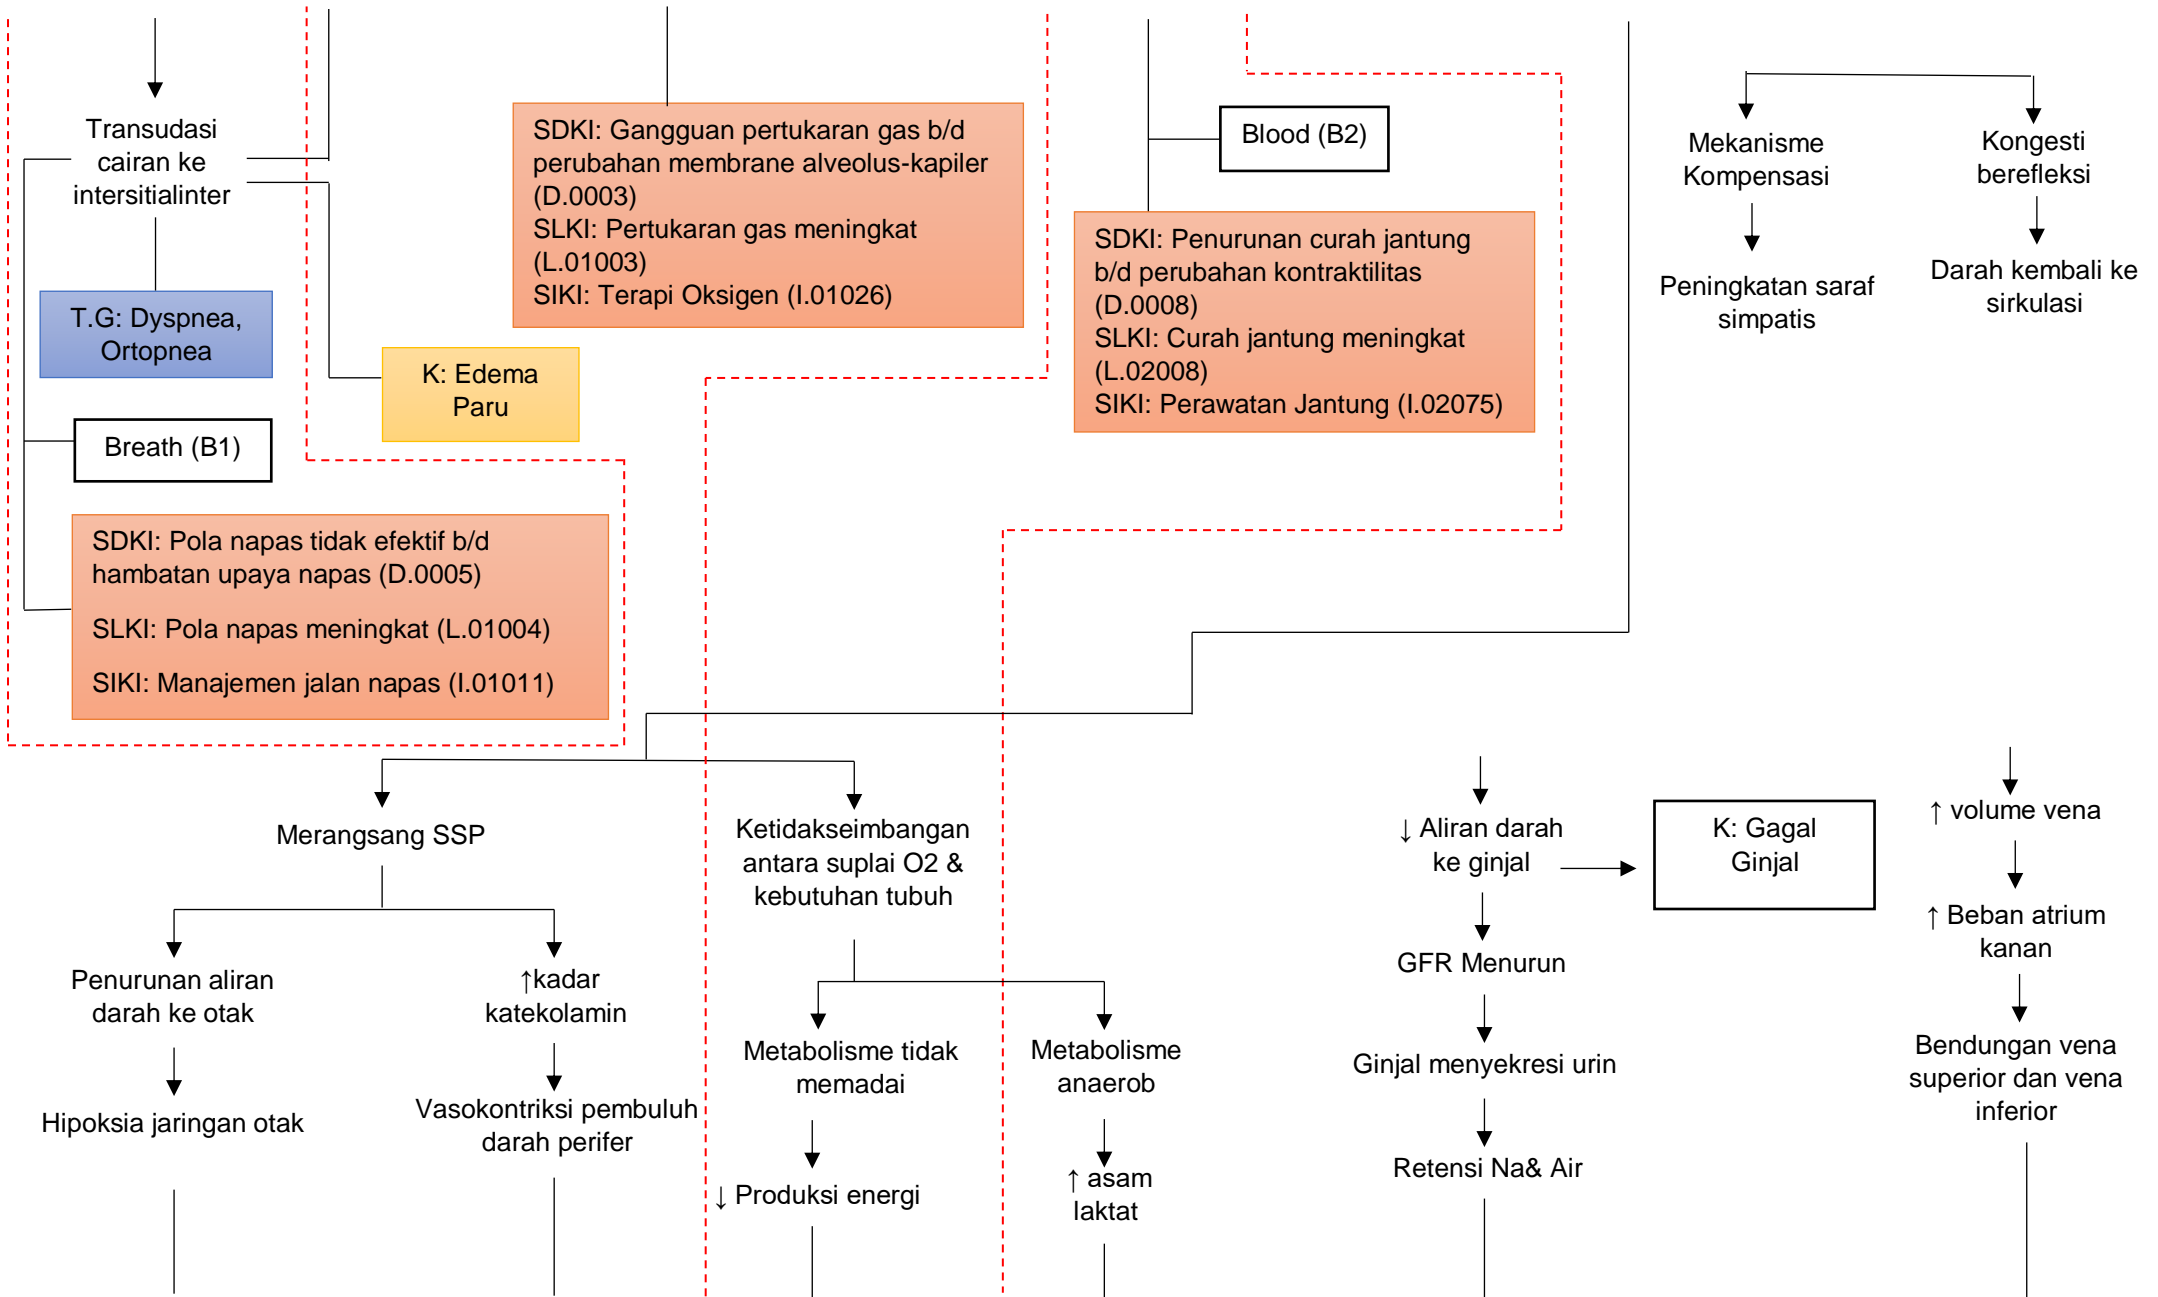 Transudasi
cairan ke
intersitialinter
T.G: Dyspnea,
Ortopnea
Breath (B1)
SDKI: Pola napas tidak efektif b/d
hambatan upaya napas (D.0005)
SLKI: Pola napas meningkat (L.01004)
SIKI: Manajemen jalan napas (I.01011)
K: Edema
Paru
SDKI: Gangguan pertukaran gas b/d
perubahan membrane alveolus-kapiler
(D.0003)
SLKI: Pertukaran gas meningkat
(L.01003)
SIKI: Terapi Oksigen (I.01026)
Blood (B2)
SDKI: Penurunan curah jantung
b/d perubahan kontraktilitas
(D.0008)
SLKI: Curah jantung meningkat
(L.02008)
SIKI: Perawatan Jantung (I.02075)
Mekanisme
Kompensasi
Peningkatan saraf
simpatis
Kongesti
berefleksi
Darah kembali ke
sirkulasi
Merangsang SSP
Penurunan aliran
darah ke otak
Hipoksia jaringan otak
↑kadar
katekolamin
Vasokontriksi pembuluh
darah perifer
Ketidakseimbangan
antara suplai O2 &
kebutuhan tubuh
Metabolisme tidak
memadai
↓ Produksi energi
Metabolisme
anaerob
↑ asam
laktat
↓ Aliran darah
ke ginjal
K: Gagal
Ginjal
GFR Menurun
Ginjal menyekresi urin
Retensi Na& Air
↑ volume vena
↑ Beban atrium
kanan
Bendungan vena
superior dan vena
inferior